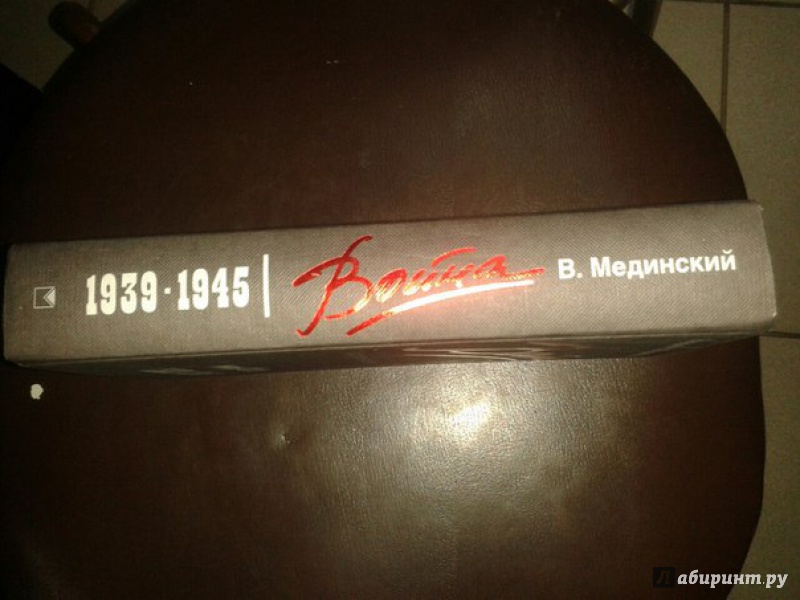 1939 · 1945 | Война В. Мединский
Лабиринт.ру